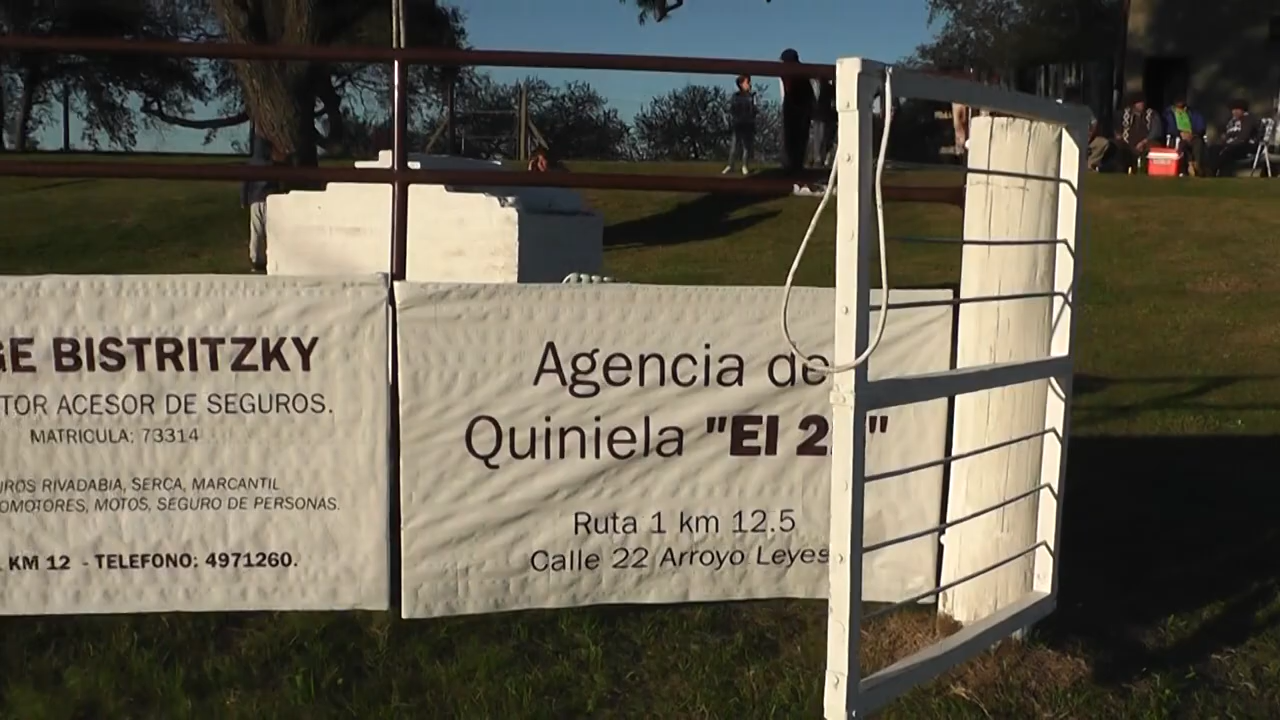 GE BISTRITZKY
TOR ACESOR DE SEGUROS.
MATRICULA: 73314
UROS RIVADABIA, SERCA, MARCANTIL
OMOTORES, MOTOS, SEGURO DE PERSONAS.
KM 12 - TELEFONO: 4971260.
Agencia de
Quiniela "El 2
Ruta 1 km 12.5
Calle 22 Arroyo Leyes